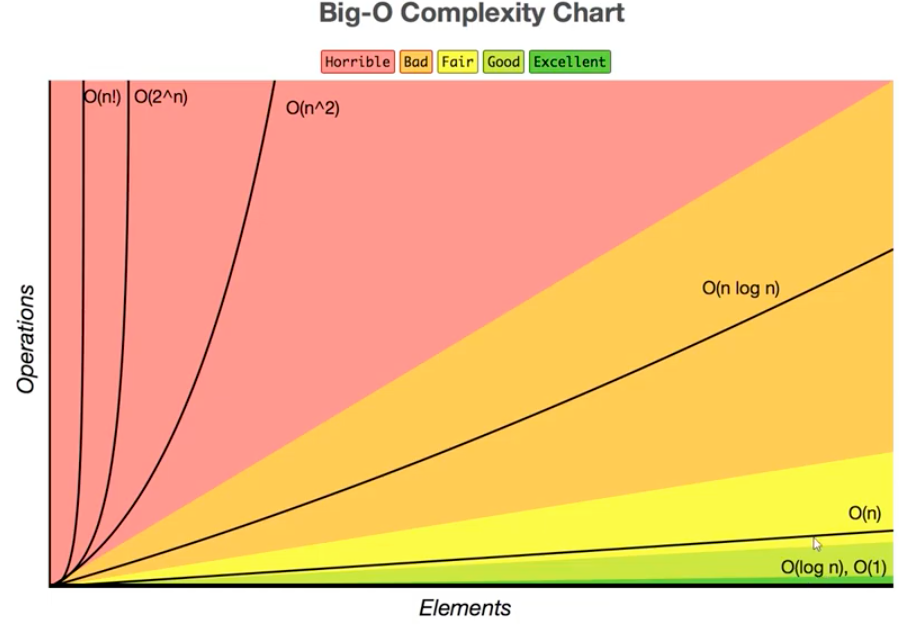 Big-O Complexity Chart
Horrible Bad Fair Good Excellent
O(n!) O(2^n)
O(n^2)
O(n log n)
O(n)
O(log n), O(1)
Operations
Elements